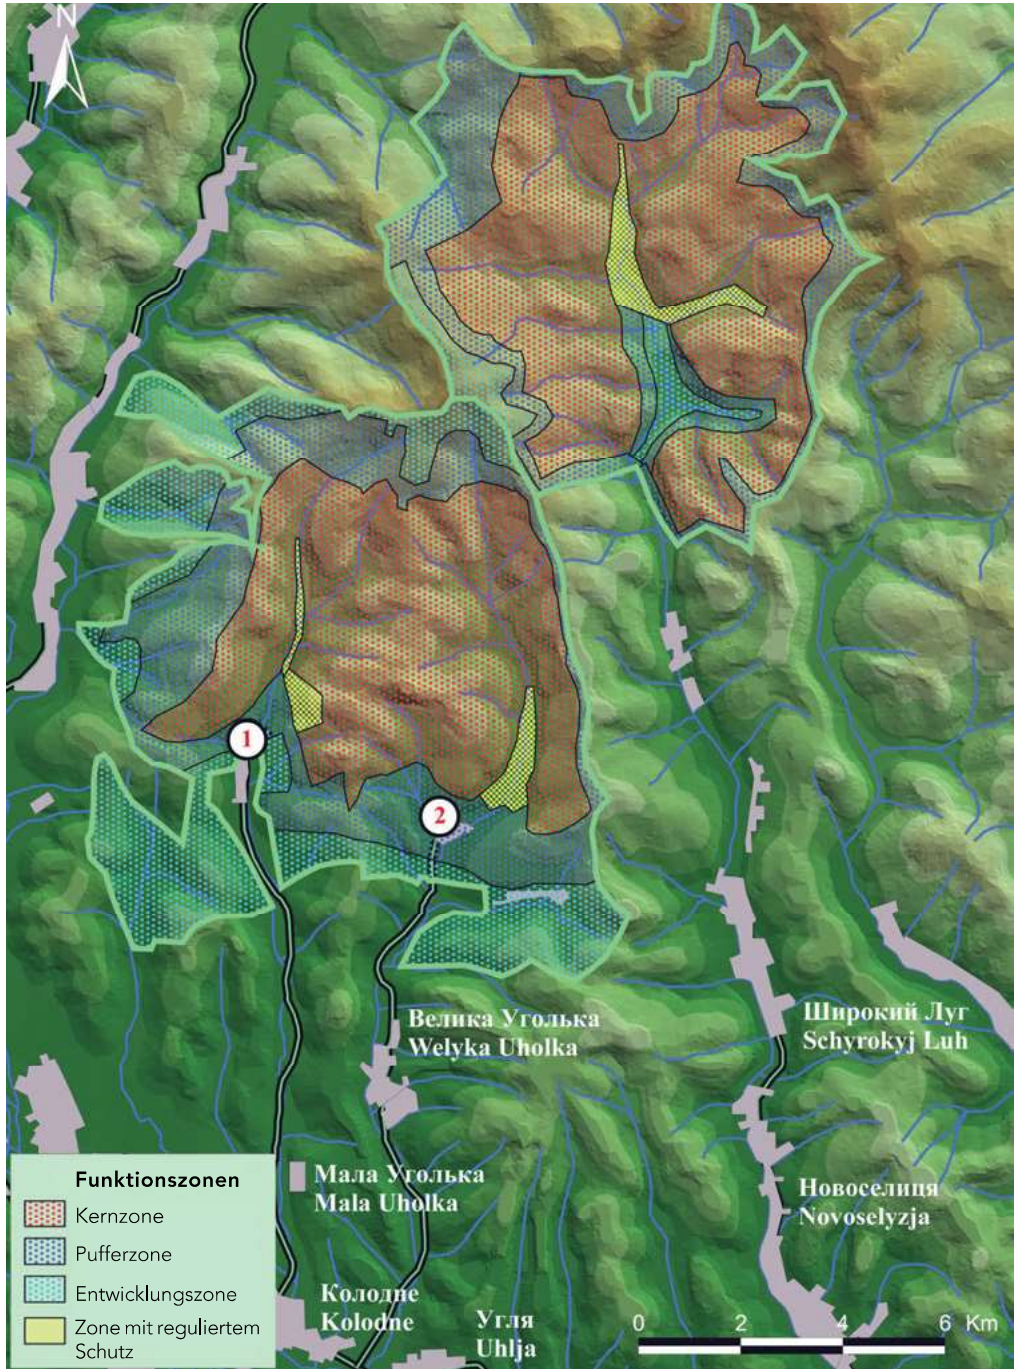 N
1
2
Велика Уголька
Welyka Uholka
Широкий Луг
Schyrokyj Luh
Мала Уголька
Mala Uholka
Новоселиця
Novoselyzja
Колодне
Kolodne
Угля
Uhlja
Funktionszonen
Kernzone
Pufferzone
Entwicklungszone
Zone mit reguliertem
Schutz
0 2 4 6 Km